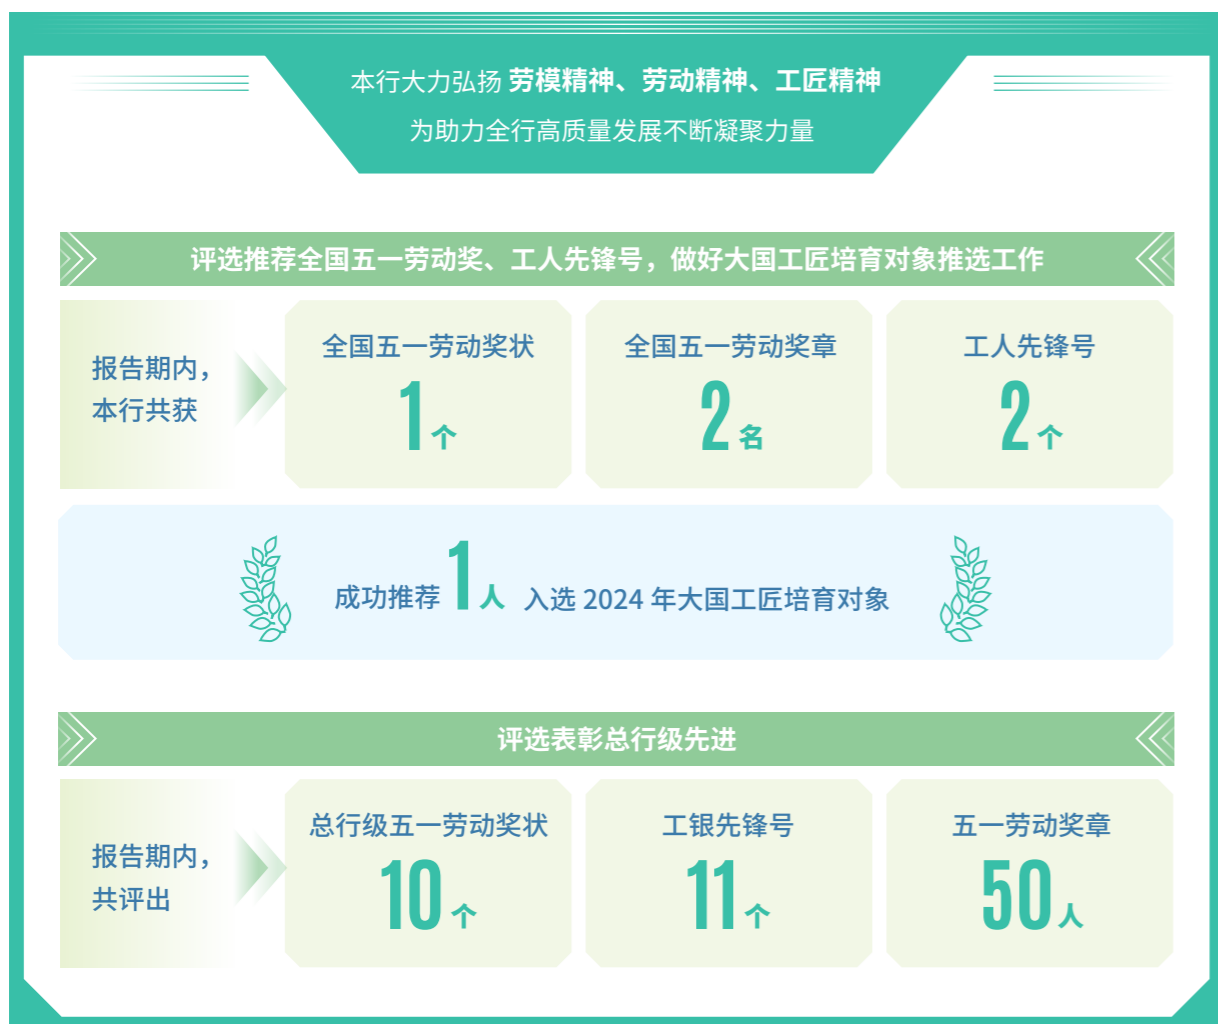 本行大力弘扬 劳模精神、劳动精神、工匠精神
为助力全行高质量发展不断凝聚力量
评选推荐全国五一劳动奖、工人先锋号，做好大国工匠培育对象推选工作
报告期内，
本行共获
全国五一劳动奖状
1个
全国五一劳动奖章
2名
工人先锋号
2个
成功推荐 1人 入选 2024 年大国工匠培育对象
评选表彰总行级先进
报告期内，
共评出
总行级五一劳动奖状
10个
工银先锋号
11个
五一劳动奖章
50人